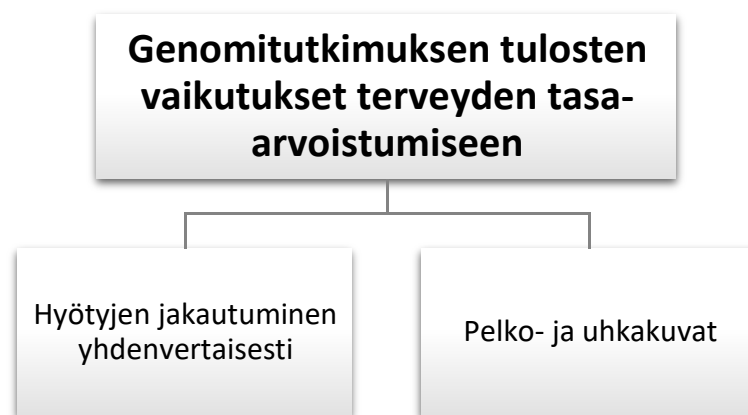 Genomitutkimuksen tulosten
vaikutukset terveyden tasa-
arvoistumiseen
Hyötyjen jakautuminen
yhdenvertaisesti
Pelko- ja uhkakuvat